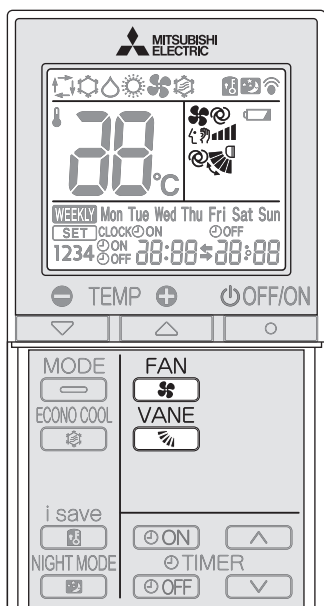 MITSUBISHI
ELECTRIC
88°C
WEEKLY Mon Tue Wed Thu Fri Sat Sun
SET CLOCK ON OFF
1234 ON OFF 88:88 88:88
TEMP OFF/ON
MODE FAN
ECONO COOL VANE
i save
ON
NIGHT MODE TIMER
OFF